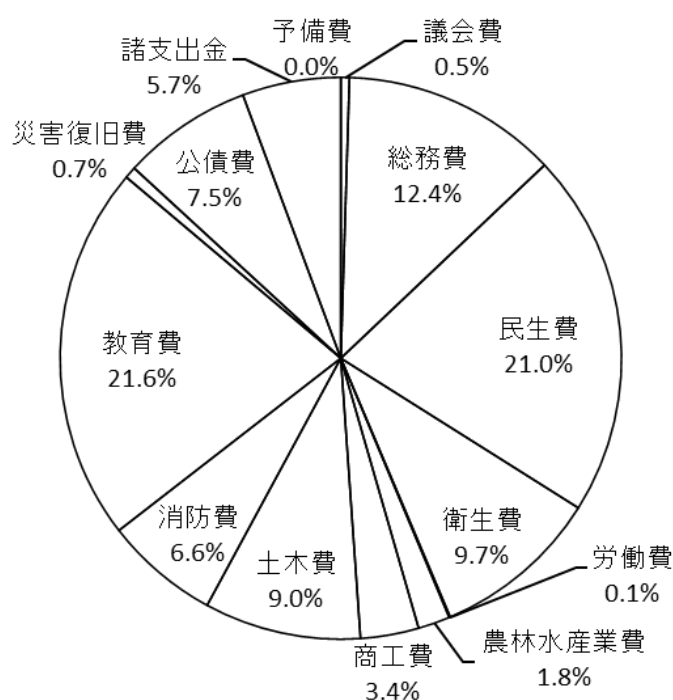 予備費
0.0%
議会費
0.5%
総務費
12.4%
民生費
21.0%
衛生費
9.7%
労働費
0.1%
農林水産業費
1.8%
商工費
3.4%
土木費
9.0%
消防費
6.6%
教育費
21.6%
災害復旧費
0.7%
公債費
7.5%
諸支出金
5.7%